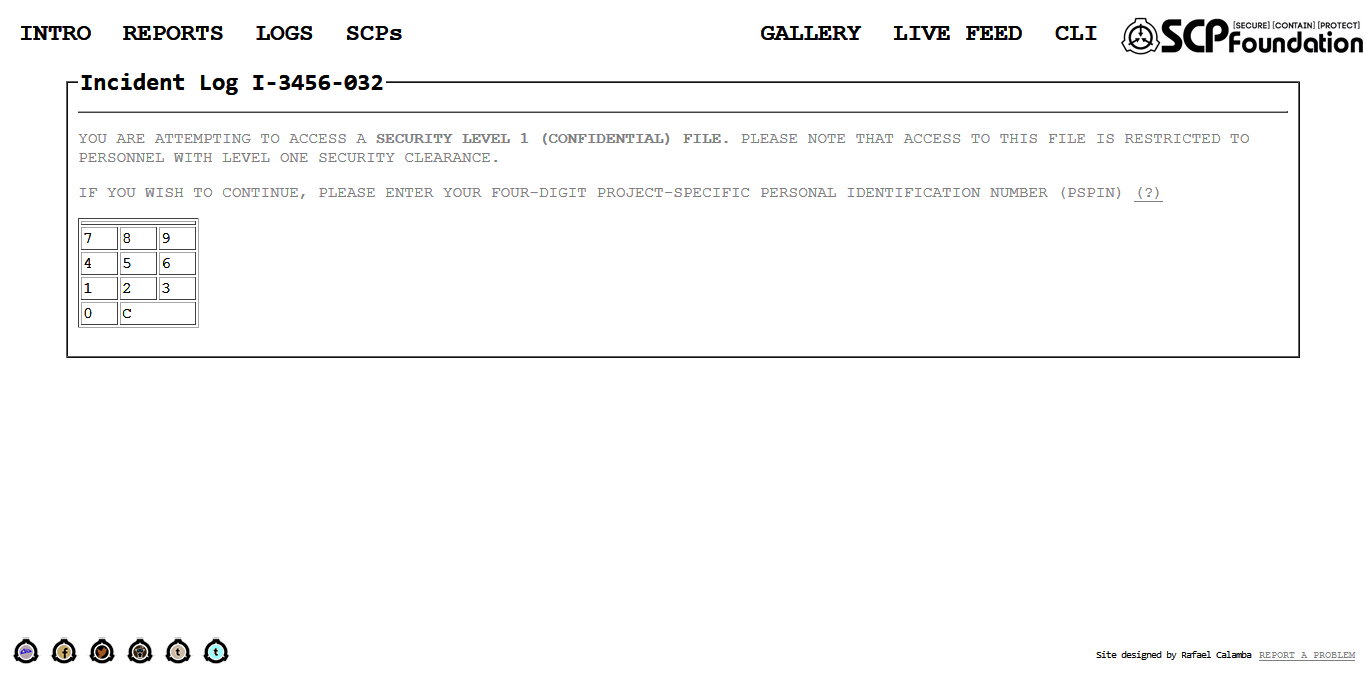 INTRO REPORTS LOGS SCPs GALLERY LIVE FEED CLI [SECURE] [CONTAIN] [PROTECT]
SCP Foundation
Incident Log I-3456-032
YOU ARE ATTEMPTING TO ACCESS A SECURITY LEVEL 1 (CONFIDENTIAL) FILE. PLEASE NOTE THAT ACCESS TO THIS FILE IS RESTRICTED TO
PERSONNEL WITH LEVEL ONE SECURITY CLEARANCE.
IF YOU WISH TO CONTINUE, PLEASE ENTER YOUR FOUR-DIGIT PROJECT-SPECIFIC PERSONAL IDENTIFICATION NUMBER (PSPIN) (?)
7 8 9
4 5 6
1 2 3
0 C
f t t
Site designed by Rafael Calamba REPORT A PROBLEM